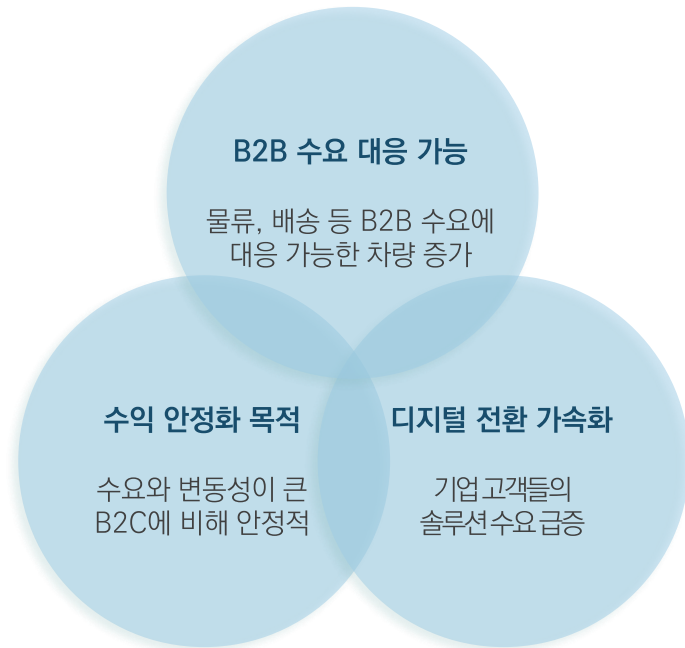 B2B 수요 대응 가능
물류, 배송 등 B2B 수요에
대응 가능한 차량 증가
수익 안정화 목적
수요와 변동성이 큰
B2C에 비해 안정적
디지털 전환 가속화
기업 고객들의
솔루션 수요 급증